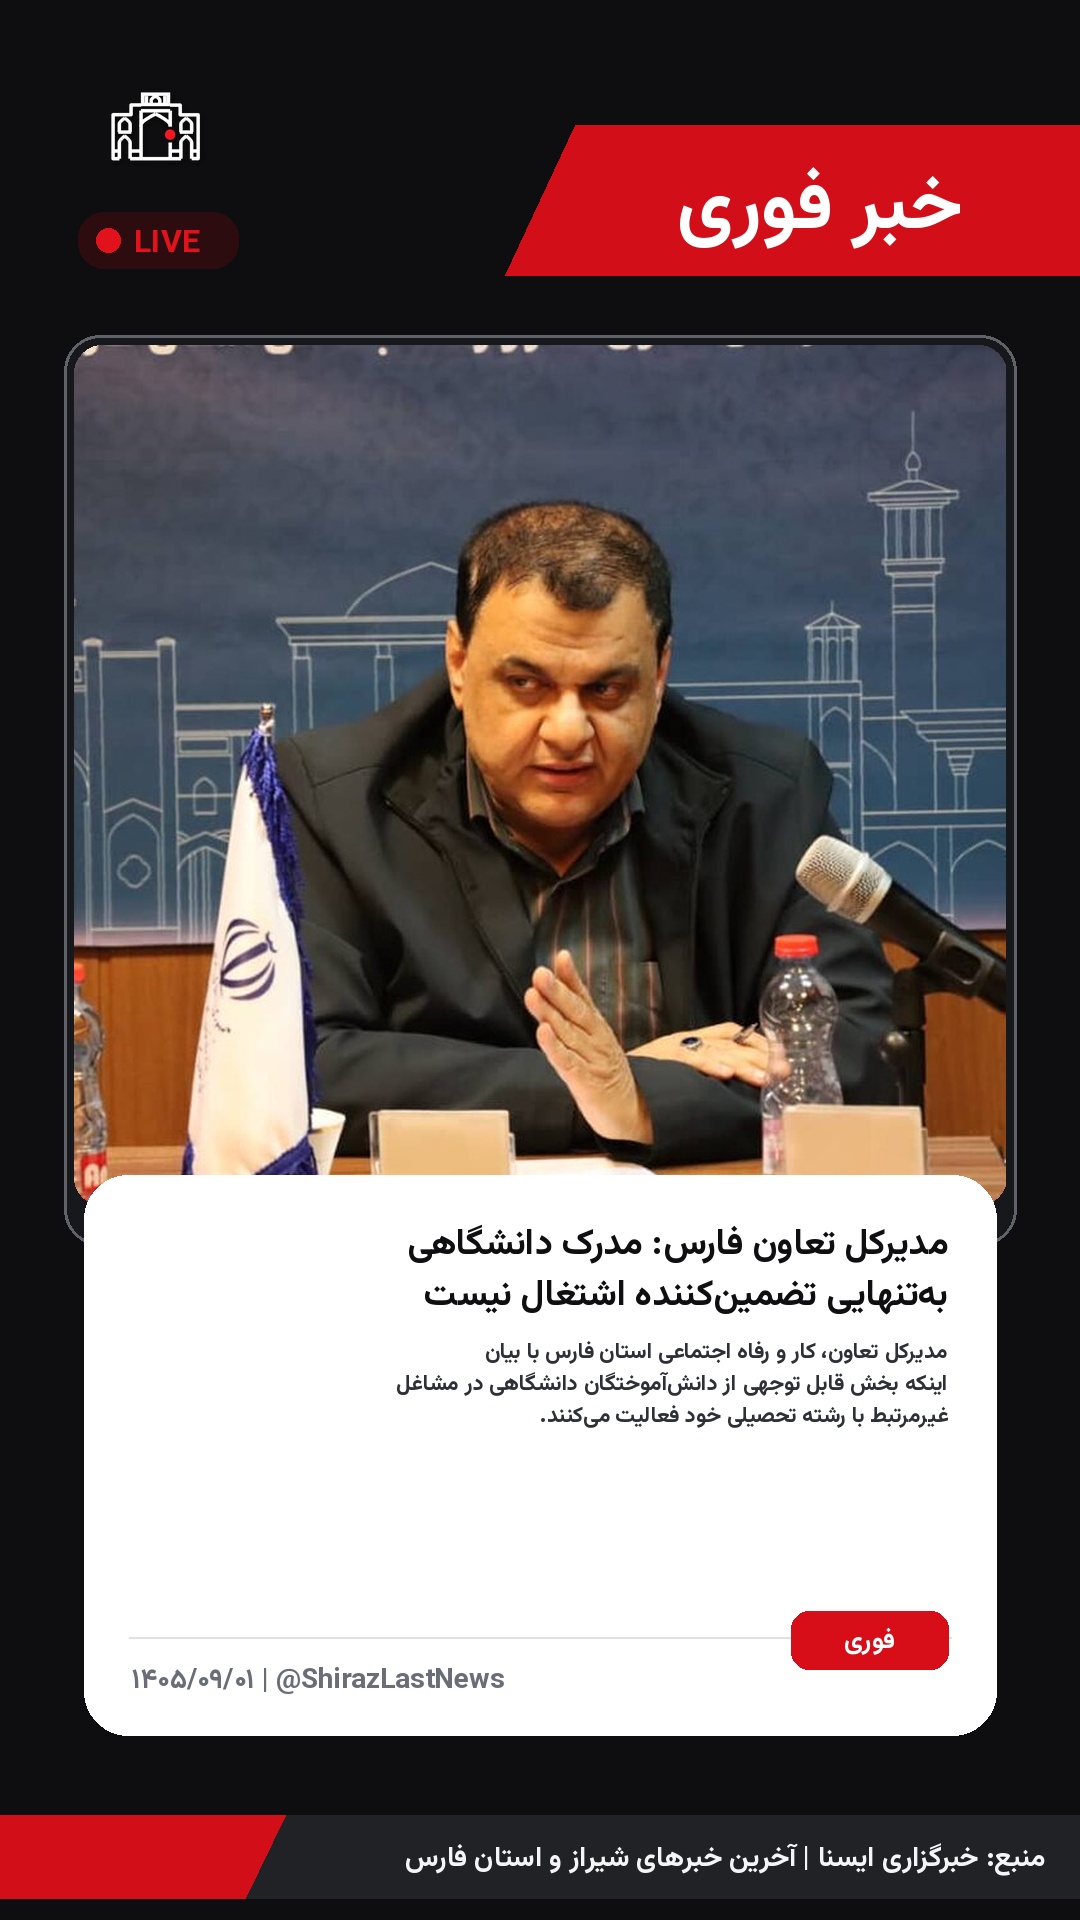 خبر فوری
LIVE
مدیرکل تعاون فارس: مدرک دانشگاهی
به‌تنهایی تضمین‌کننده اشتغال نیست
مدیرکل تعاون، کار و رفاه اجتماعی استان فارس با بیان
اینکه بخش قابل توجهی از دانش‌آموختگان دانشگاهی در مشاغل
غیرمرتبط با رشته تحصیلی خود فعالیت می‌کنند.
فوری
۱۴۰۵/۰۹/۰۱ | @ShirazLastNews
منبع: خبرگزاری ایسنا | آخرین خبرهای شیراز و استان فارس